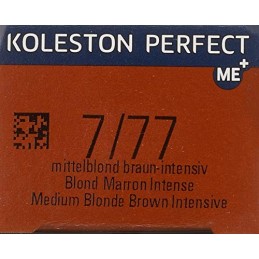 KOLESTON PERFECT
ME+
7/77
mittelblond braun-intensiv
Blond Marron Intense
Medium Blonde Brown Intensive